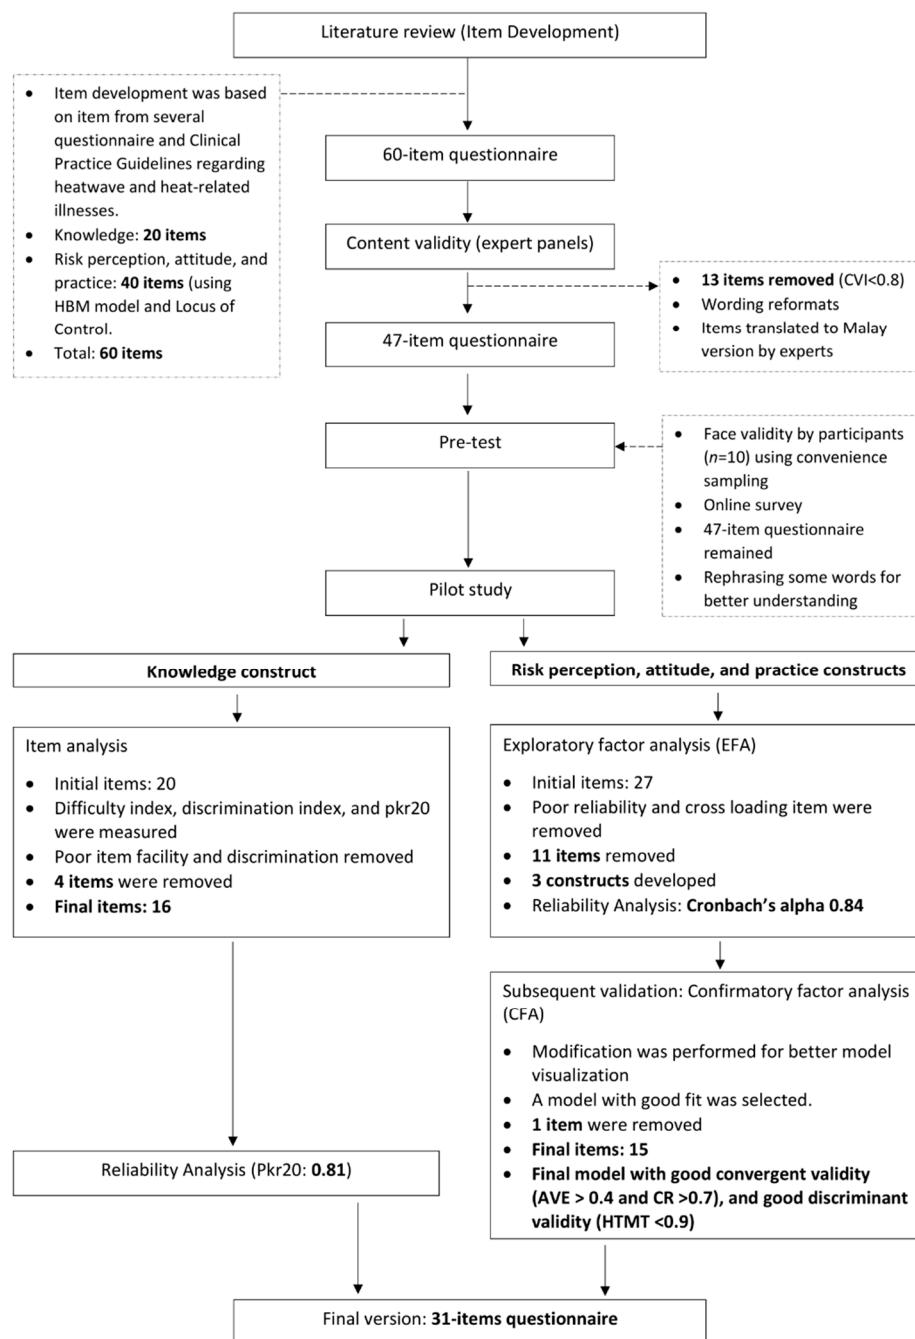 Literature review (Item Development)
• Item development was based
on item from several
questionnaire and Clinical
Practice Guidelines regarding
heatwave and heat-related
illnesses.
• Knowledge: 20 items
• Risk perception, attitude, and
practice: 40 items (using
HBM model and Locus of
Control.
• Total: 60 items
60-item questionnaire
Content validity (expert panels)
• 13 items removed (CVI<0.8)
• Wording reformats
• Items translated to Malay
version by experts
47-item questionnaire
Pre-test
• Face validity by participants
(n=10) using convenience
sampling
• Online survey
• 47-item questionnaire
remained
• Rephrasing some words for
better understanding
Pilot study
Knowledge construct
Item analysis
• Initial items: 20
• Difficulty index, discrimination index, and pkr20
were measured
• Poor item facility and discrimination removed
• 4 items were removed
• Final items: 16
Reliability Analysis (Pkr20: 0.81)
Risk perception, attitude, and practice constructs
Exploratory factor analysis (EFA)
• Initial items: 27
• Poor reliability and cross loading item were
removed
• 11 items removed
• 3 constructs developed
• Reliability Analysis: Cronbach's alpha 0.84
Subsequent validation: Confirmatory factor analysis
(CFA)
• Modification was performed for better model
visualization
• A model with good fit was selected.
• 1 item were removed
• Final items: 15
• Final model with good convergent validity
(AVE > 0.4 and CR >0.7), and good discriminant
validity (HTMT <0.9)
Final version: 31-items questionnaire